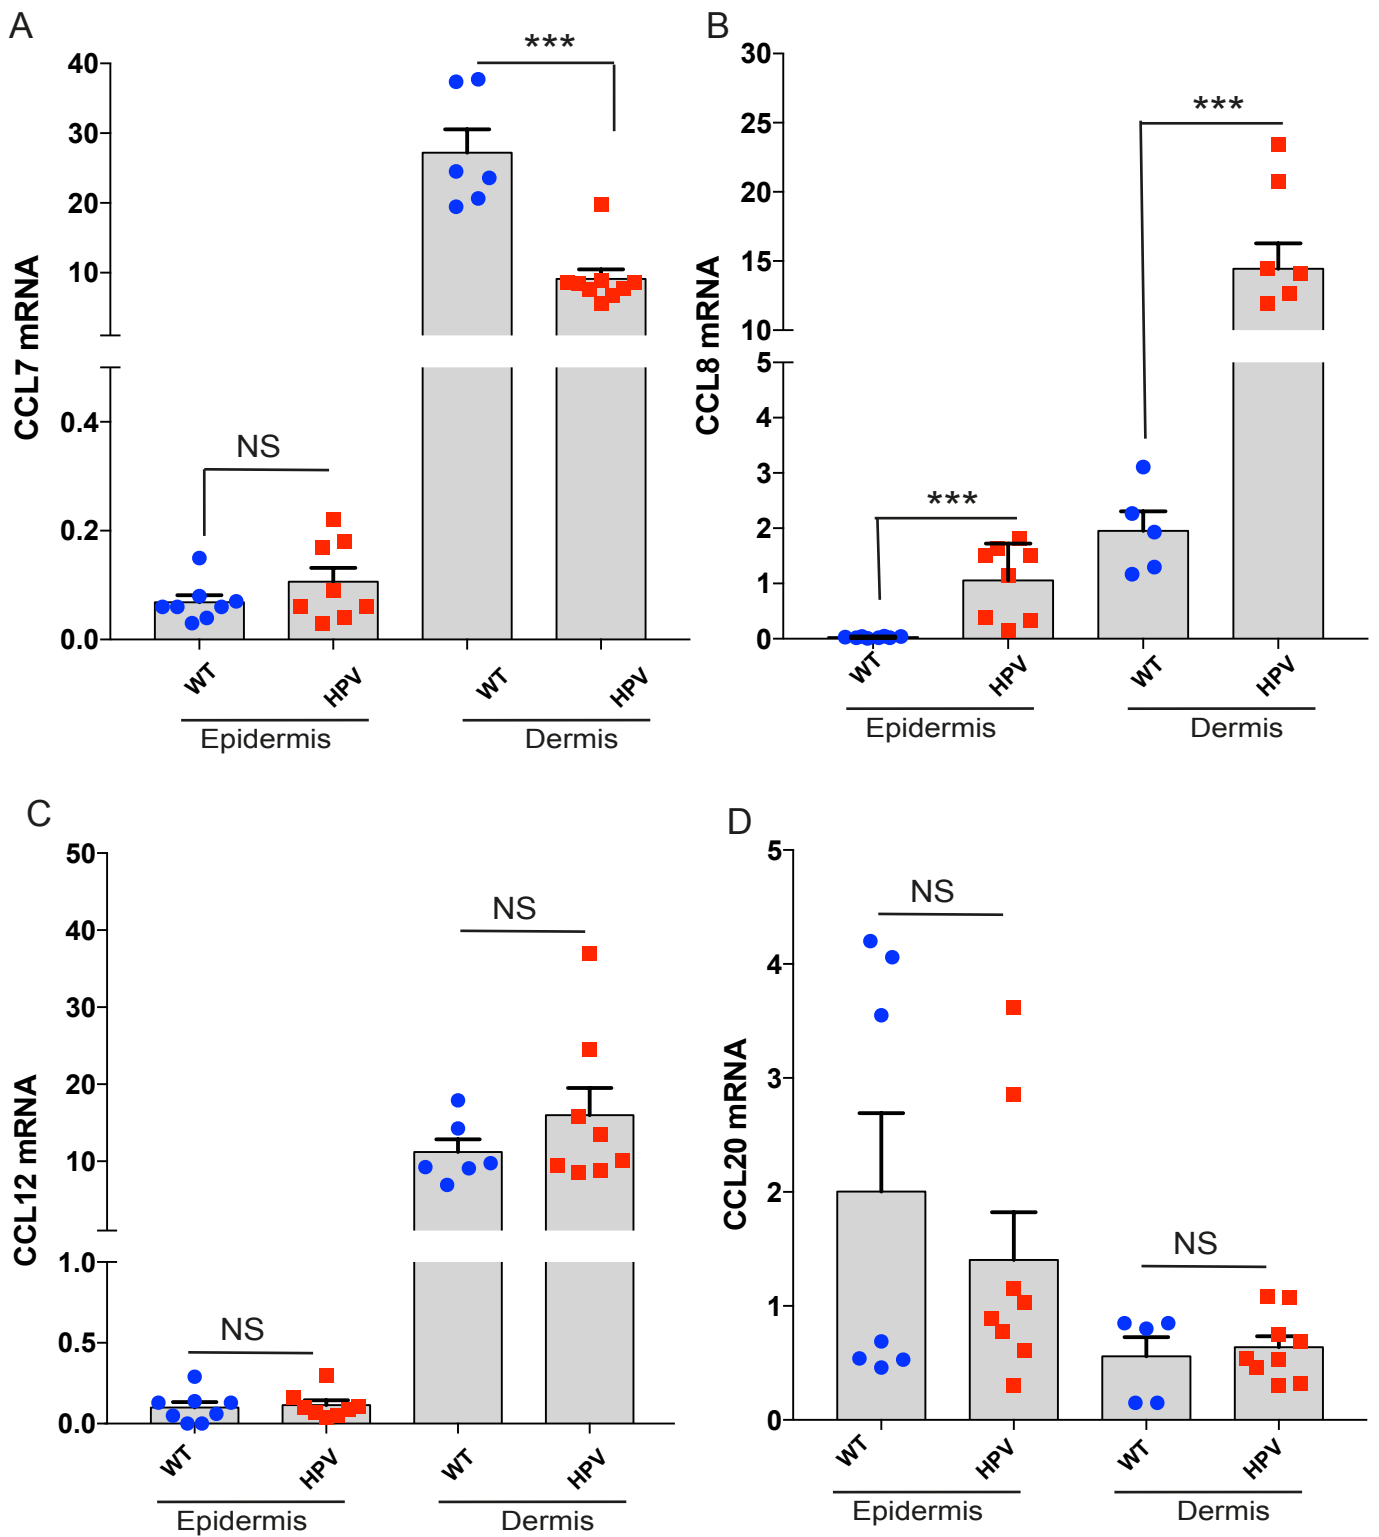 A
CCL7 mRNA
40
30
20
10
0.4
0.2
0.0
***
NS
WT
HPV
WT
HPV
Epidermis
Dermis
B
CCL8 mRNA
30
25
20
15
10
5
4
3
2
1
0
***
***
WT
HPV
WT
HPV
Epidermis
Dermis
C
CCL12 mRNA
50
40
30
20
10
1.0
0.5
0.0
NS
NS
WT
HPV
WT
HPV
Epidermis
Dermis
D
CCL20 mRNA
5
4
3
2
1
0
NS
NS
WT
HPV
WT
HPV
Epidermis
Dermis